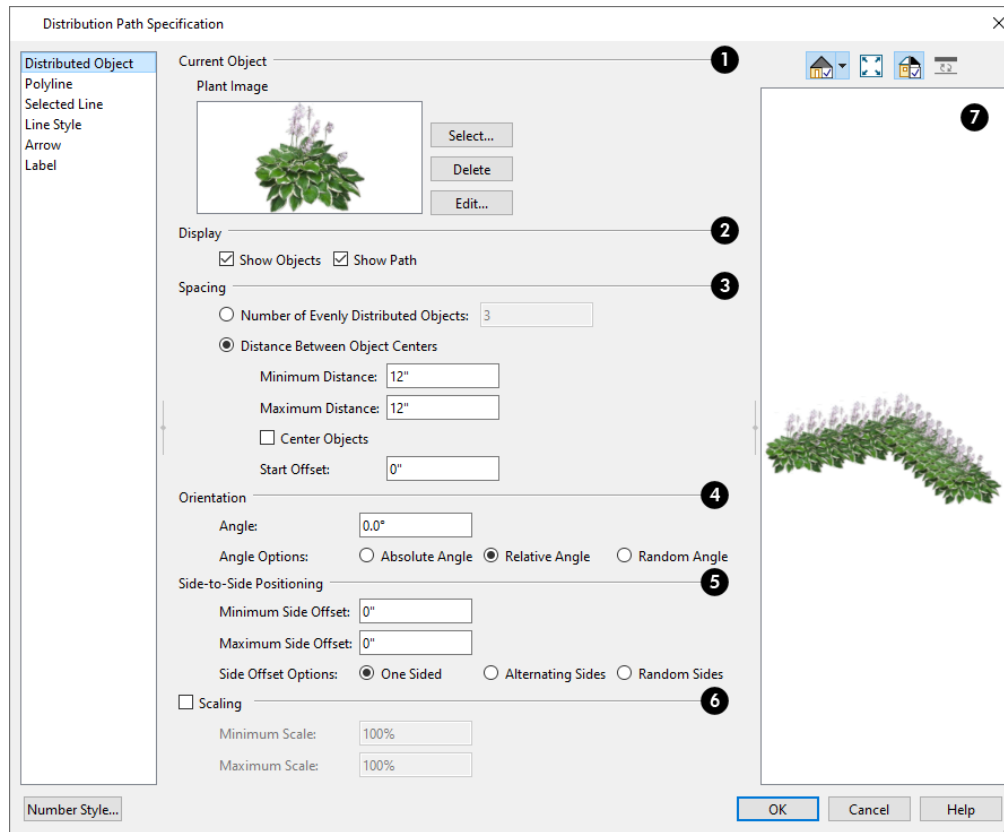 Distribution Path Specification
Distributed Object
Polyline
Selected Line
Line Style
Arrow
Label
Current Object 1
Plant Image
Select...
Delete
Edit...
Display 2
Show Objects Show Path
Spacing 3
Number of Evenly Distributed Objects: 3
Distance Between Object Centers
Minimum Distance: 12"
Maximum Distance: 12"
Center Objects
Start Offset: 0"
Orientation 4
Angle: 0.0°
Angle Options: Absolute Angle Relative Angle Random Angle
Side-to-Side Positioning 5
Minimum Side Offset: 0"
Maximum Side Offset: 0"
Side Offset Options: One Sided Alternating Sides Random Sides
Scaling 6
Minimum Scale: 100%
Maximum Scale: 100%
7
Number Style... OK Cancel Help